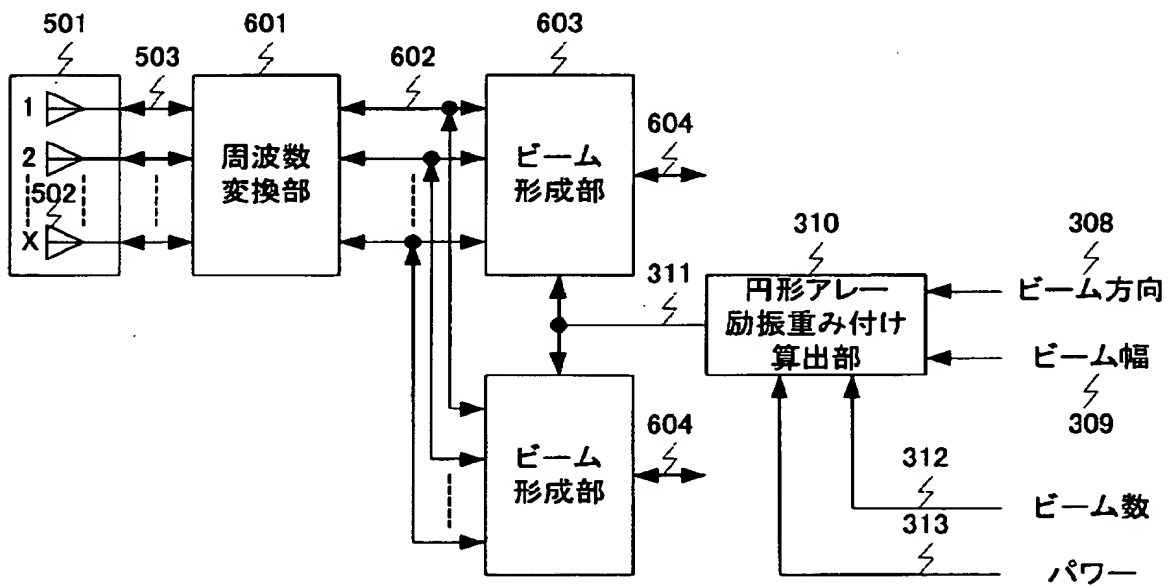 501
503
601
602
603
604
1
2
502
X
周波数
変換部
ビーム
形成部
310
308
311
円形アレー
励振重み付け
算出部
ビーム方向
ビーム幅
309
604
ビーム
形成部
312
ビーム数
313
パワー